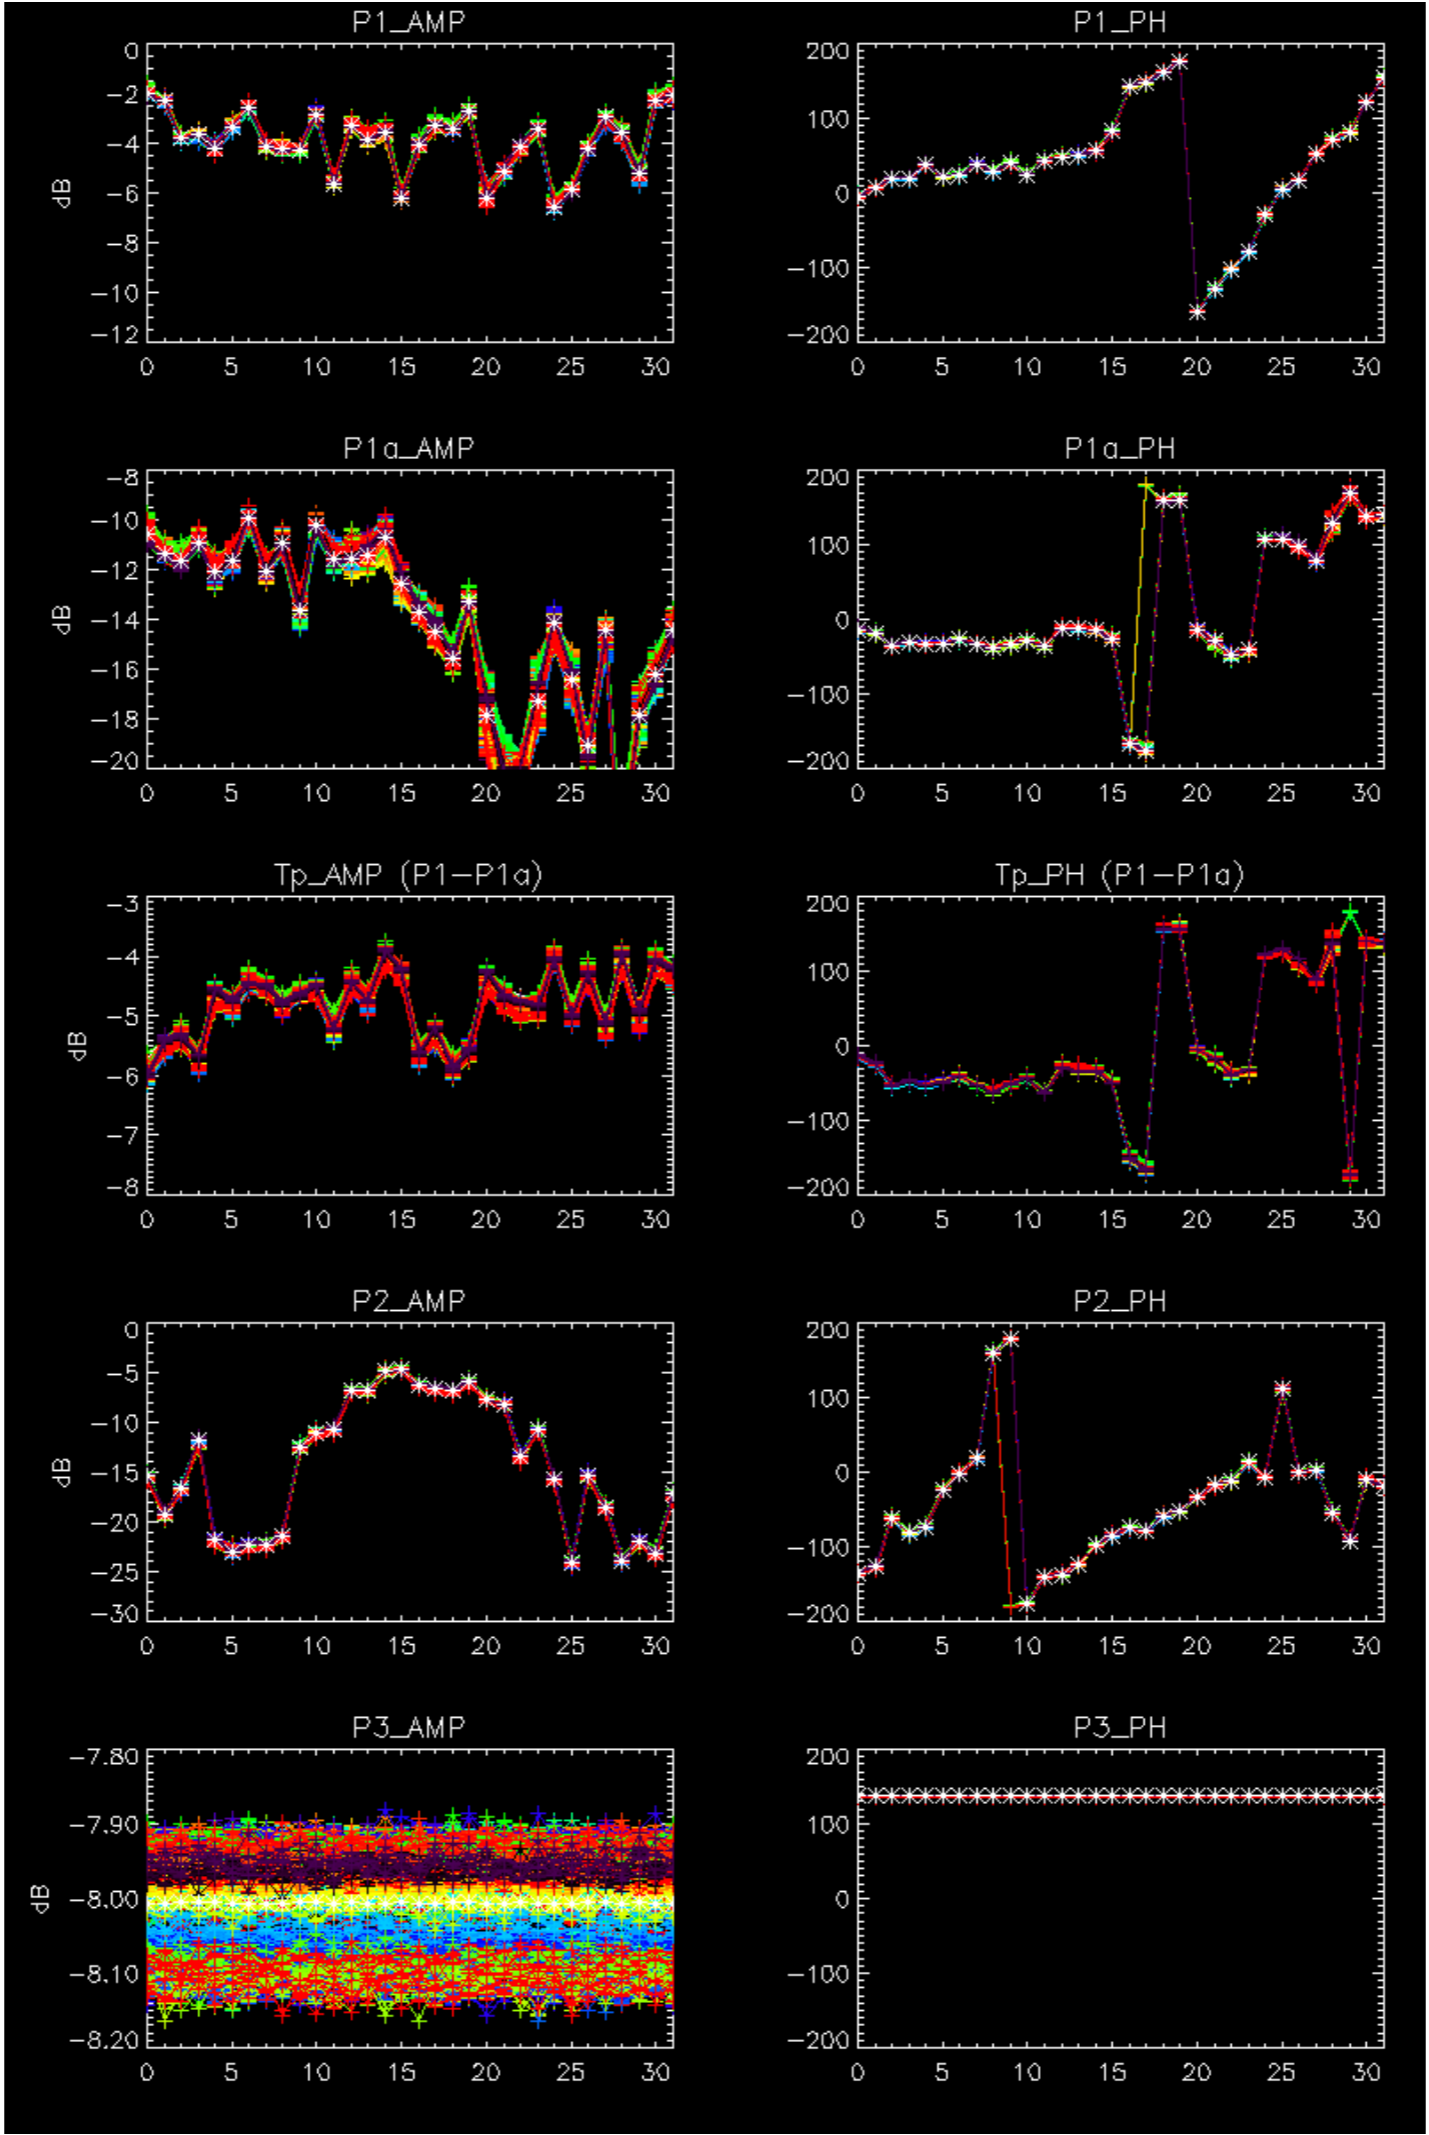 P1_AMP P1_PH
0 200
-2 100
-4 0
-6
-8 -100
-10
-12 -200
dB
0 5 10 15 20 25 30 0 5 10 15 20 25 30
P1a_AMP P1a_PH
-8 200
-10 100
-12
-14 0
-16 -100
-18
-20 -200
dB
0 5 10 15 20 25 30 0 5 10 15 20 25 30
Tp_AMP (P1-P1a) Tp_PH (P1-P1a)
-3 200
-4 100
-5 0
-6
-7 -100
-8 -200
dB
0 5 10 15 20 25 30 0 5 10 15 20 25 30
P2_AMP P2_PH
0 200
-5 100
-10
-15 0
-20 -100
-25
-30 -200
dB
0 5 10 15 20 25 30 0 5 10 15 20 25 30
P3_AMP P3_PH
-7.80 200
-7.90 100
-8.00 0
-8.10 -100
-8.20 -200
dB
0 5 10 15 20 25 30 0 5 10 15 20 25 30